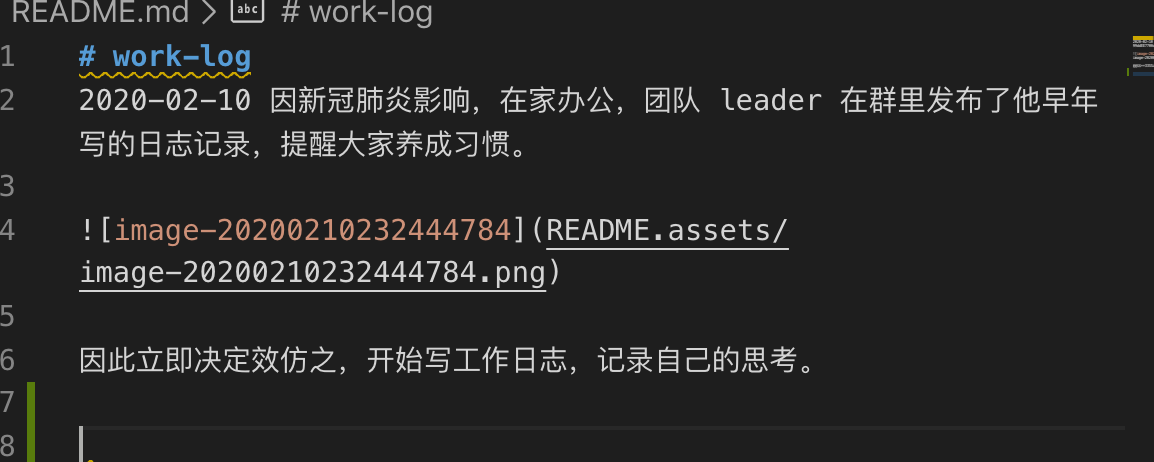 README.md > abc # work-log
1 # work-log
2 2020-02-10 因新冠肺炎影响，在家办公，团队 leader 在群里发布了他早年
写的日志记录，提醒大家养成习惯。
3
4 ![image-20200210232444784](README.assets/
image-20200210232444784.png)
5
6 因此立即决定效仿之，开始写工作日志，记录自己的思考。
7
8